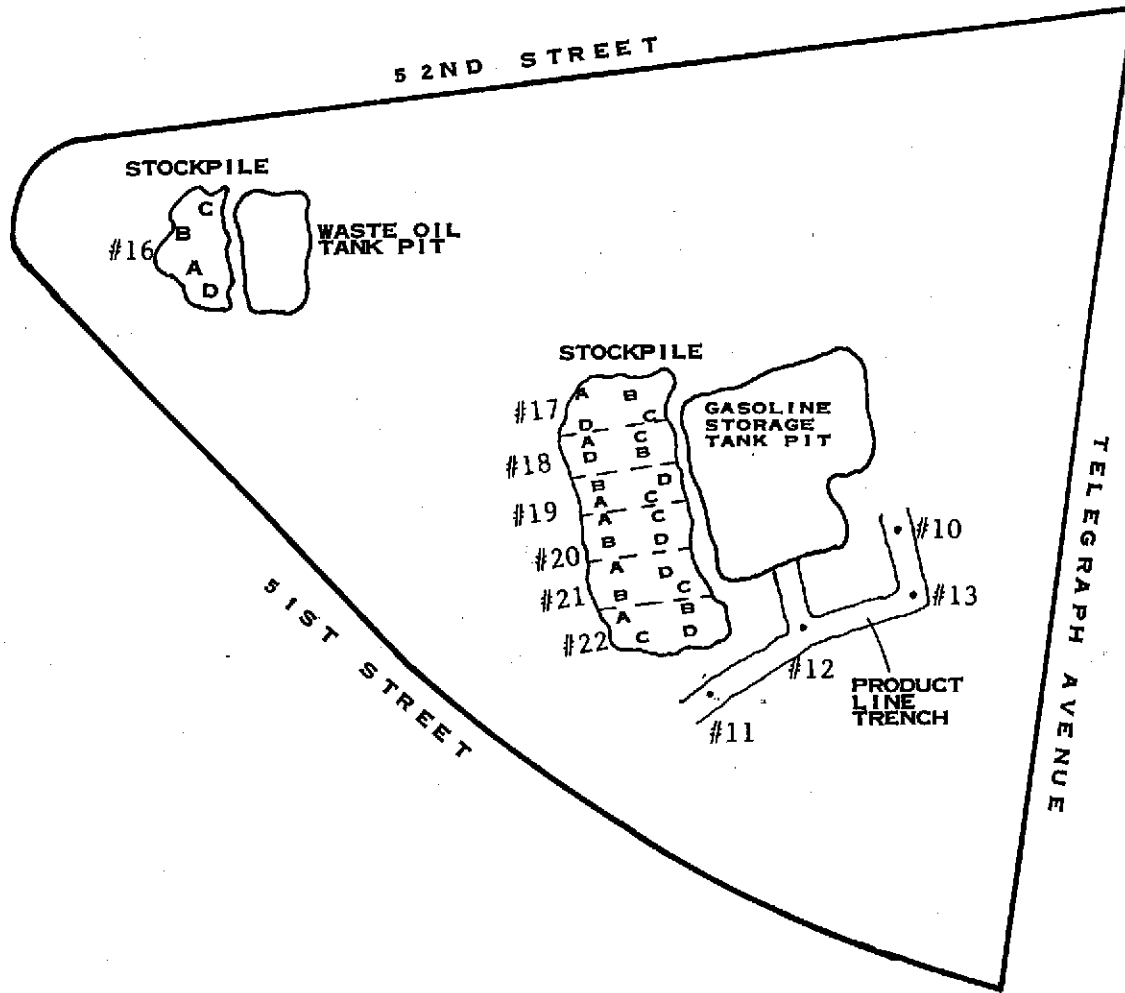 52ND STREET
STOCKPILE
C
B
#16
A
D
WASTE OIL
TANK PIT
STOCKPILE
#17
A
B
D
C
GASOLINE
STORAGE
TANK PIT
#18
A
C
D
B
#19
B
D
A
C
#20
A
C
B
D
#21
A
D
B
C
#22
A
B
C
D
#10
#13
#12
#11
PRODUCT
LINE
TRENCH
51ST STREET
TELEGRAPH AVENUE